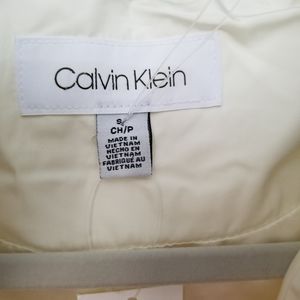 Calvin Klein
S
CH/P
MADE IN
VIETNAM
HECHO EN
VIETNAM
FABRIQUÉ AU
VIETNAM